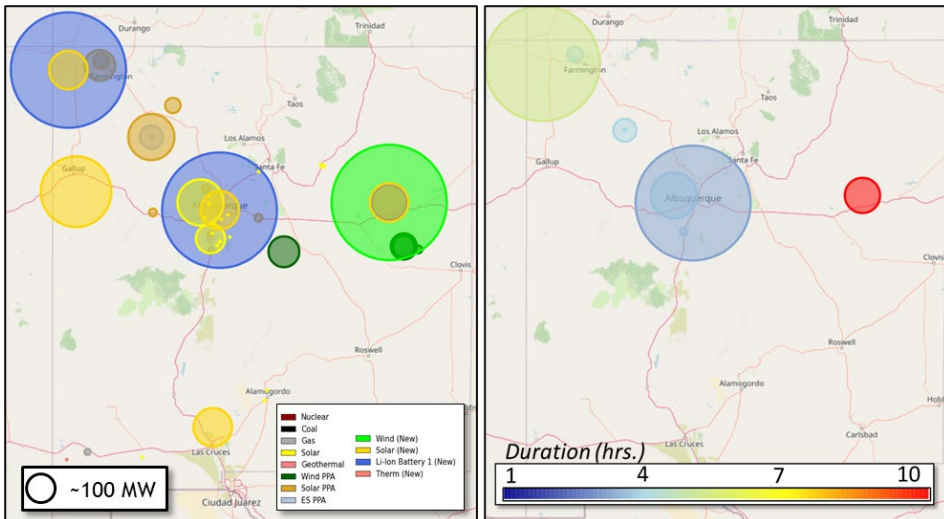 Durango
Trinidad
Farmington
Taos
Los Alamos
Santa Fe
Gallup
Albuquerque
Clovis
Roswell
Alamogordo
Las Cruces
Ciudad Juárez
Nuclear
Coal
Gas
Solar
Geothermal
Wind PPA
Solar PPA
ES PPA
Wind (New)
Solar (New)
Li-Ion Battery 1 (New)
Therm (New)
~100 MW
Durango
Trinidad
Farmington
Taos
Los Alamos
Santa Fe
Gallup
Albuquerque
Clovis
Roswell
Alamogordo
Hobb
Carlsbad
Las Cruces
Duration (hrs.)
1 4 7 10
Ciudad Juárez